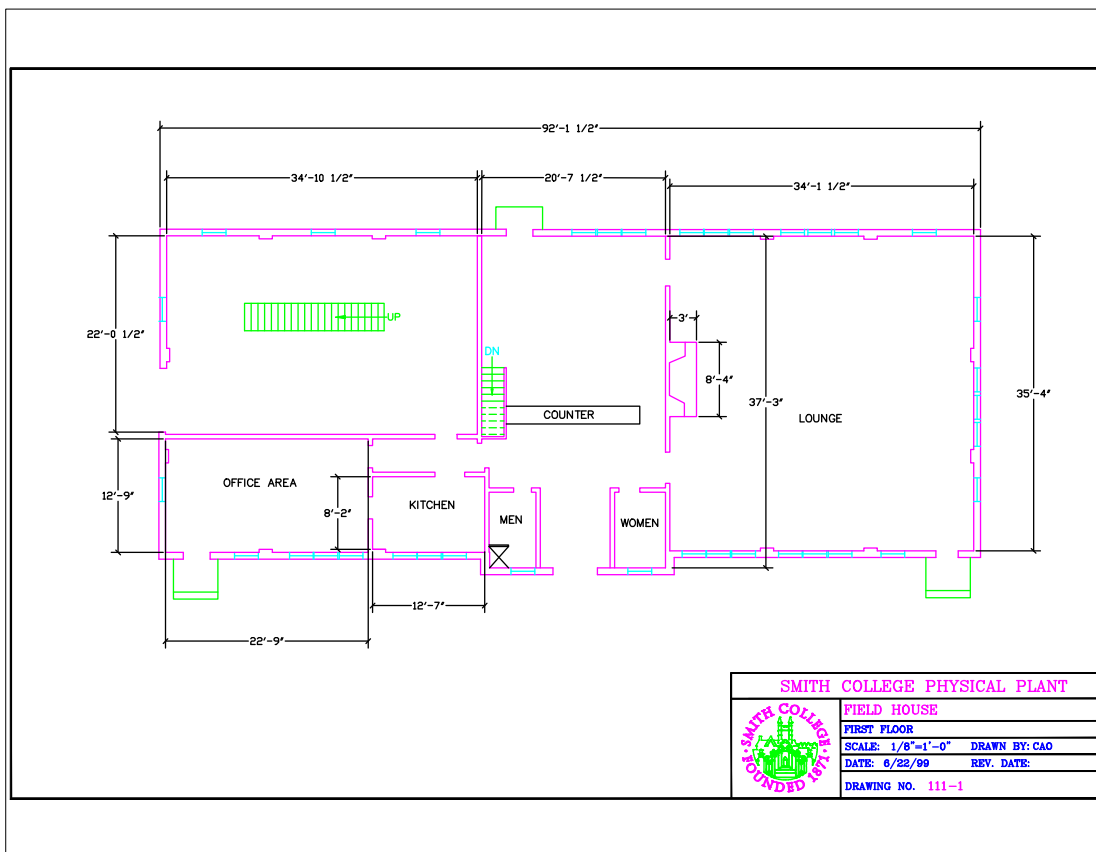 92'-1 1/2"
34'-10 1/2"
20'-7 1/2"
34'-1 1/2"
UP
3'
22'-0 1/2"
DN
8'-4"
37'-3"
35'-4"
COUNTER
LOUNGE
OFFICE AREA
12'-9"
8'-2"
KITCHEN
MEN
WOMEN
12'-7"
22'-9"
SMITH COLLEGE PHYSICAL PLANT
SMITH COLLEGE
FOUNDED 1871
FIELD HOUSE
FIRST FLOOR
SCALE: 1/8"=1'-0" DRAWN BY: CAO
DATE: 6/22/99 REV. DATE:
DRAWING NO. 111-1